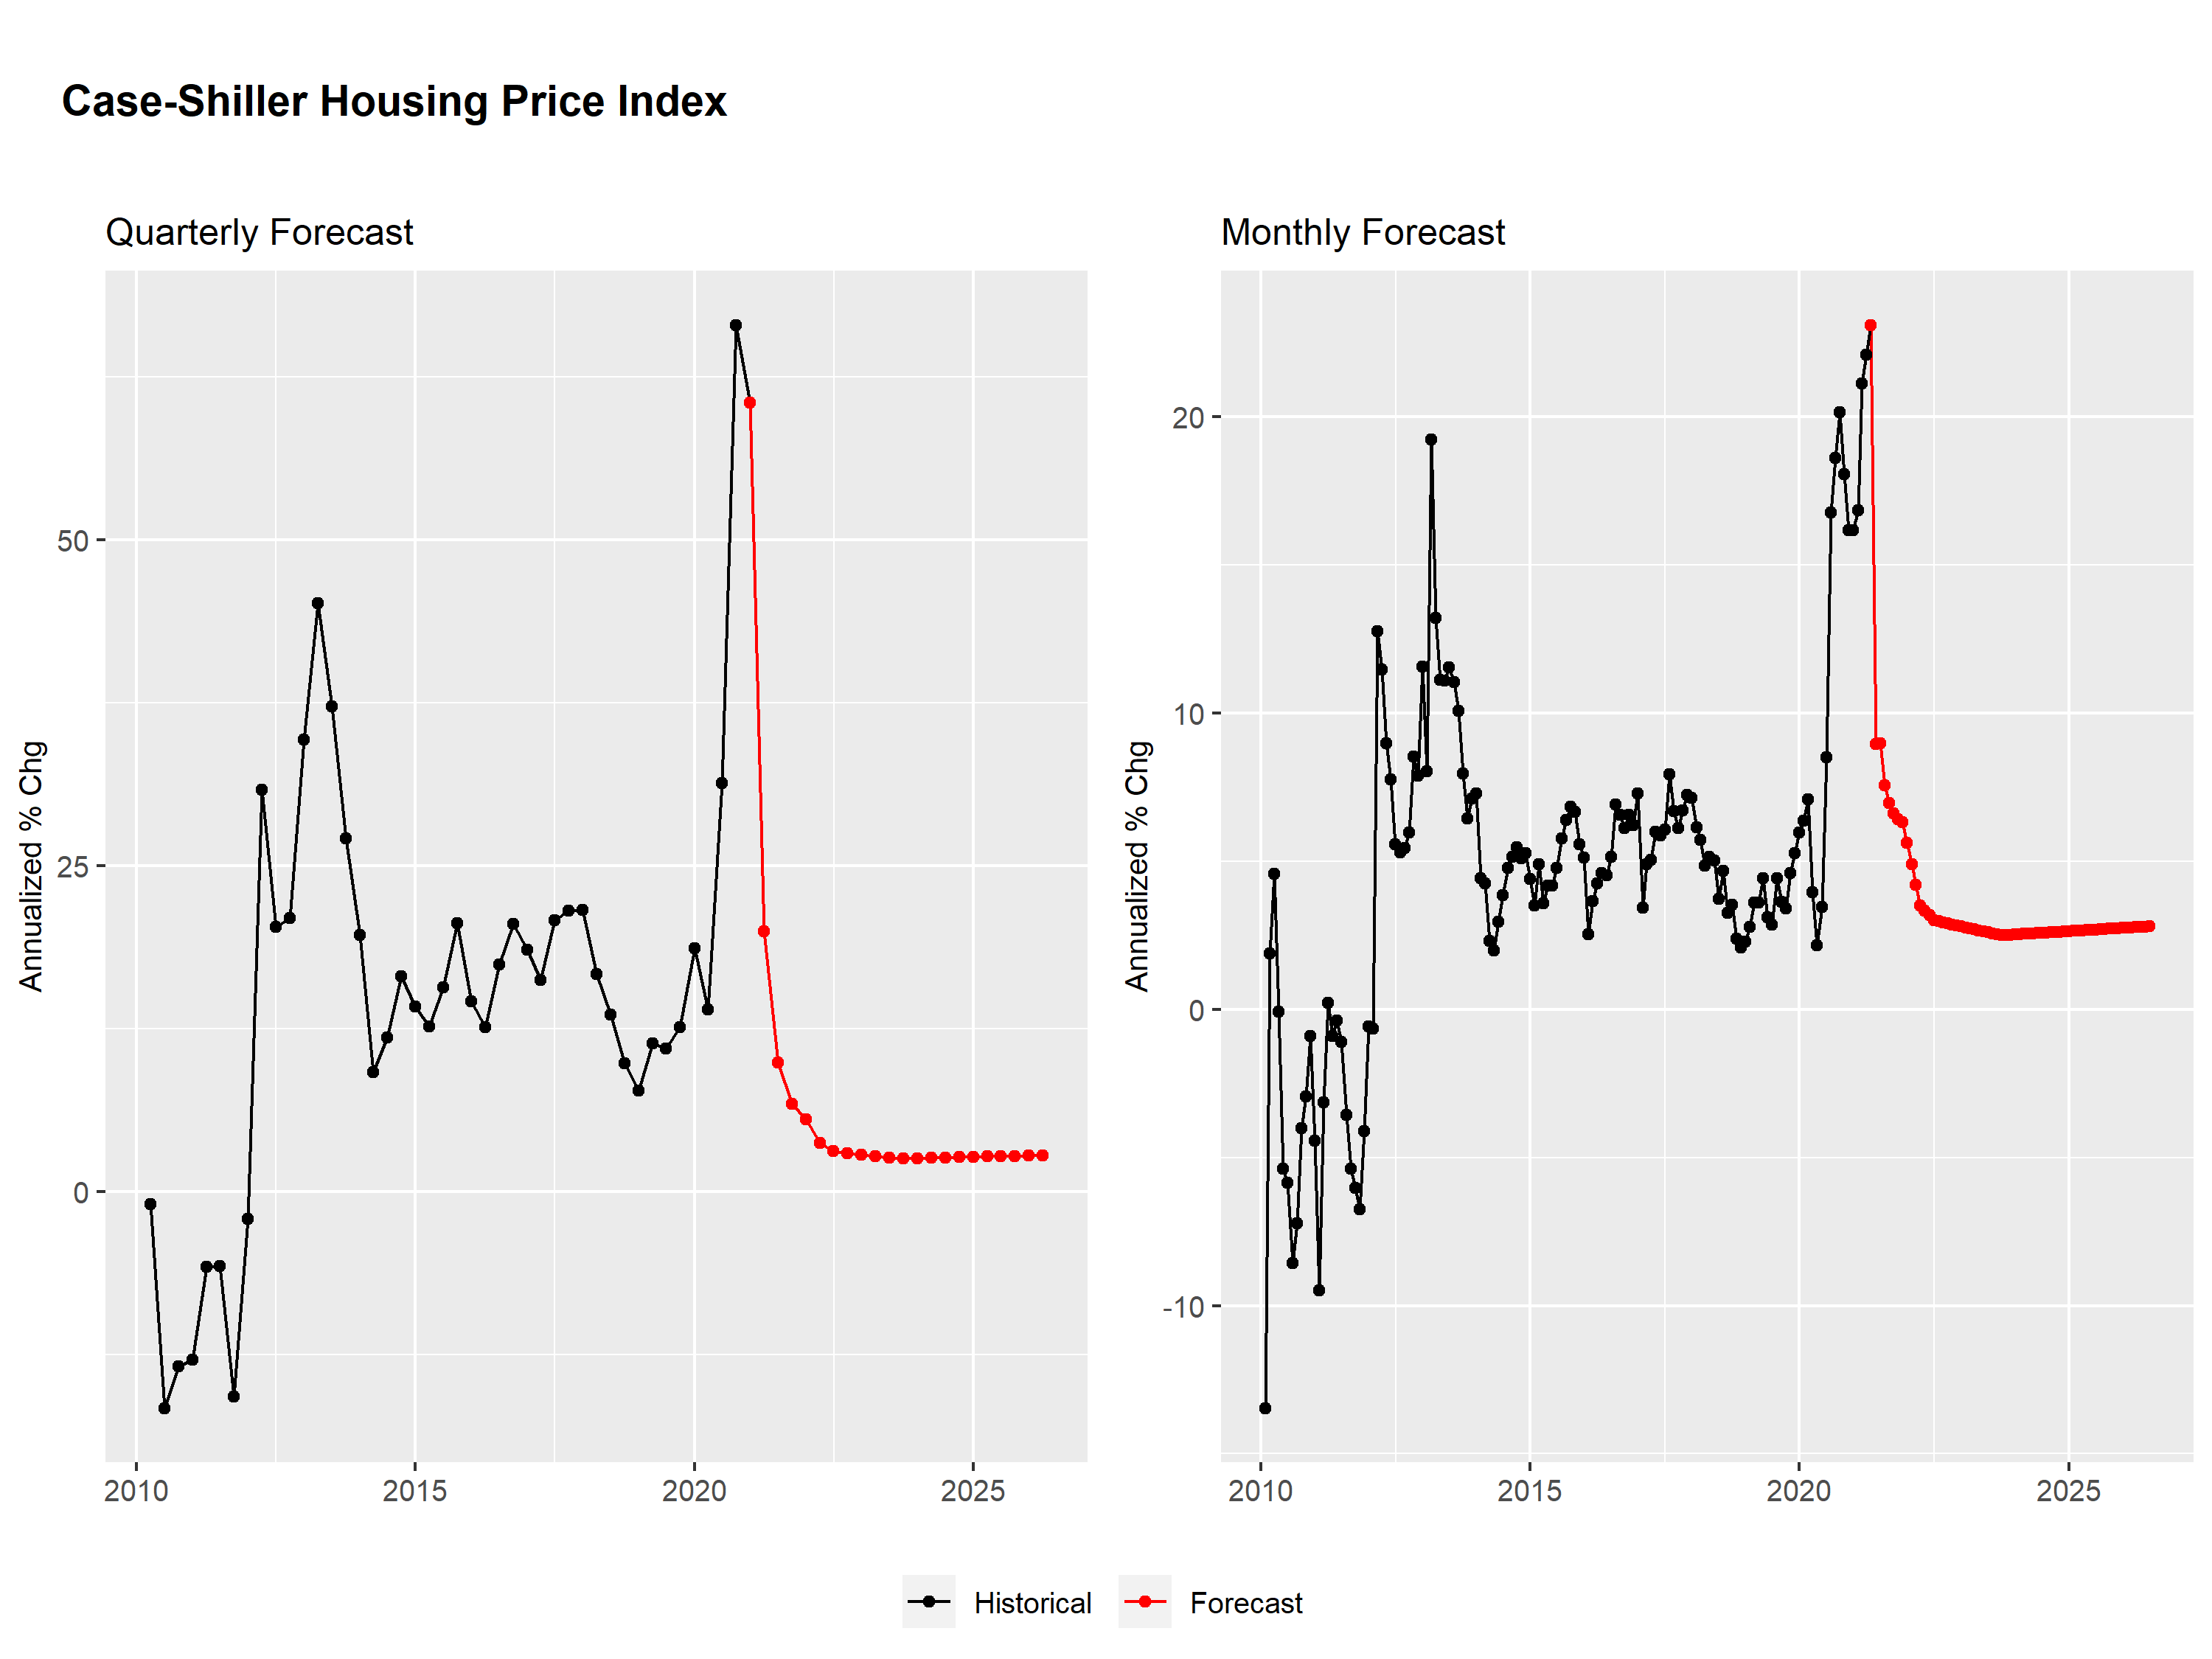 Case-Shiller Housing Price Index
Quarterly Forecast
Annualized % Chg
50
25
0
2010 2015 2020 2025
Monthly Forecast
Annualized % Chg
20
10
0
-10
2010 2015 2020 2025
Historical Forecast